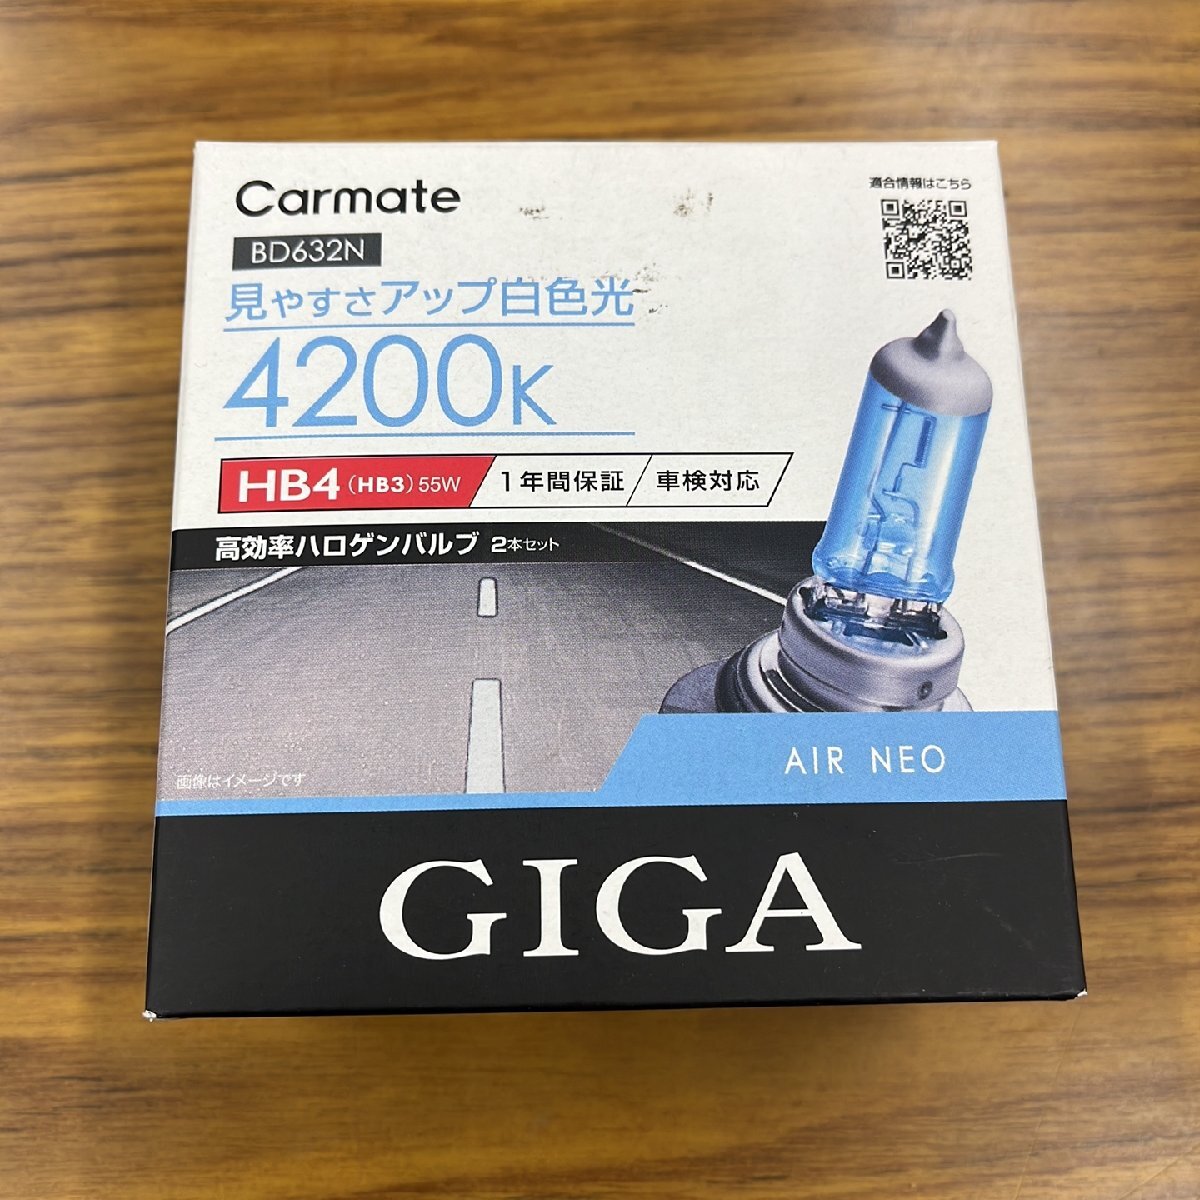 Carmate
適合情報はこちら
BD632N
見やすさアップ白色光
4200K
HB4 (HB3) 55W 1年間保証 車検対応
高効率ハロゲンバルブ 2本セット
画像はイメージです
AIR NEO
GIGA